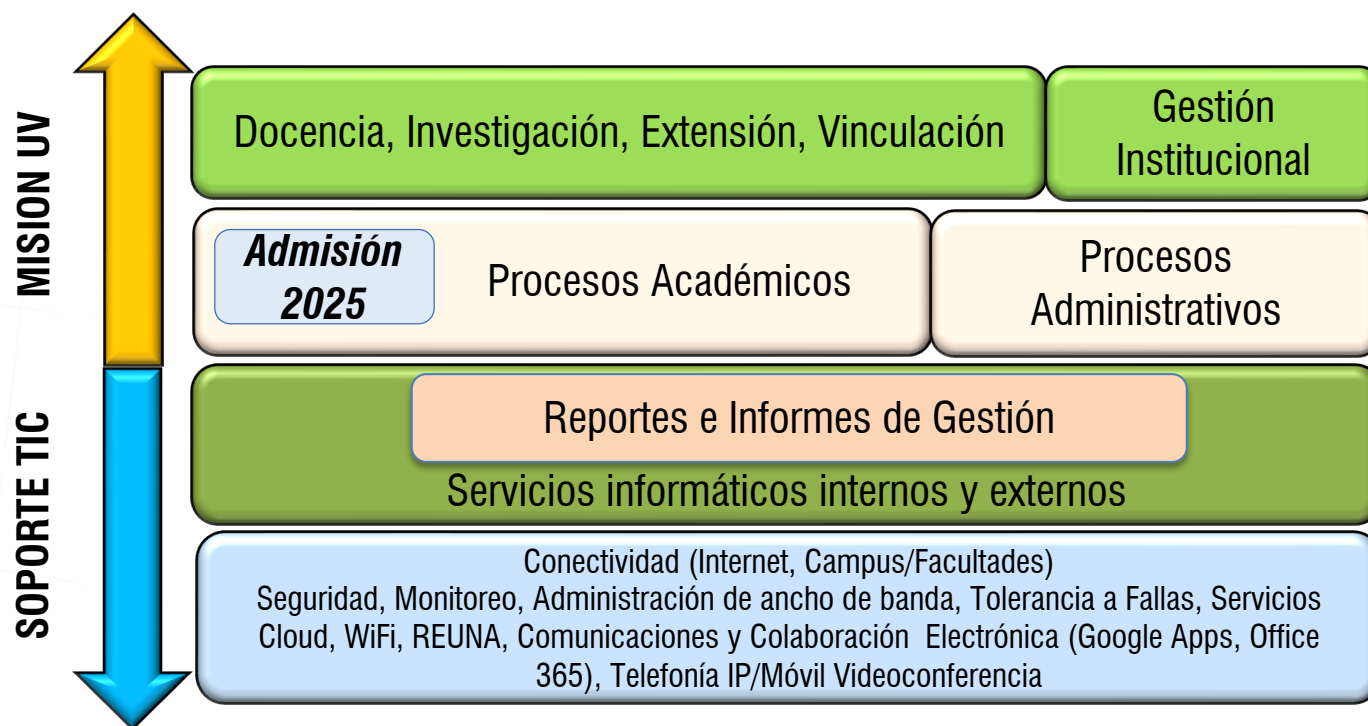 MISION UV
Docencia, Investigación, Extensión, Vinculación
Gestión
Institucional
Admisión
2025
Procesos Académicos
Procesos
Administrativos
SOPORTE TIC
Reportes e Informes de Gestión
Servicios informáticos internos y externos
Conectividad (Internet, Campus/Facultades)
Seguridad, Monitoreo, Administración de ancho de banda, Tolerancia a Fallas, Servicios
Cloud, WiFi, REUNA, Comunicaciones y Colaboración Electrónica (Google Apps, Office
365), Telefonía IP/Móvil Videoconferencia